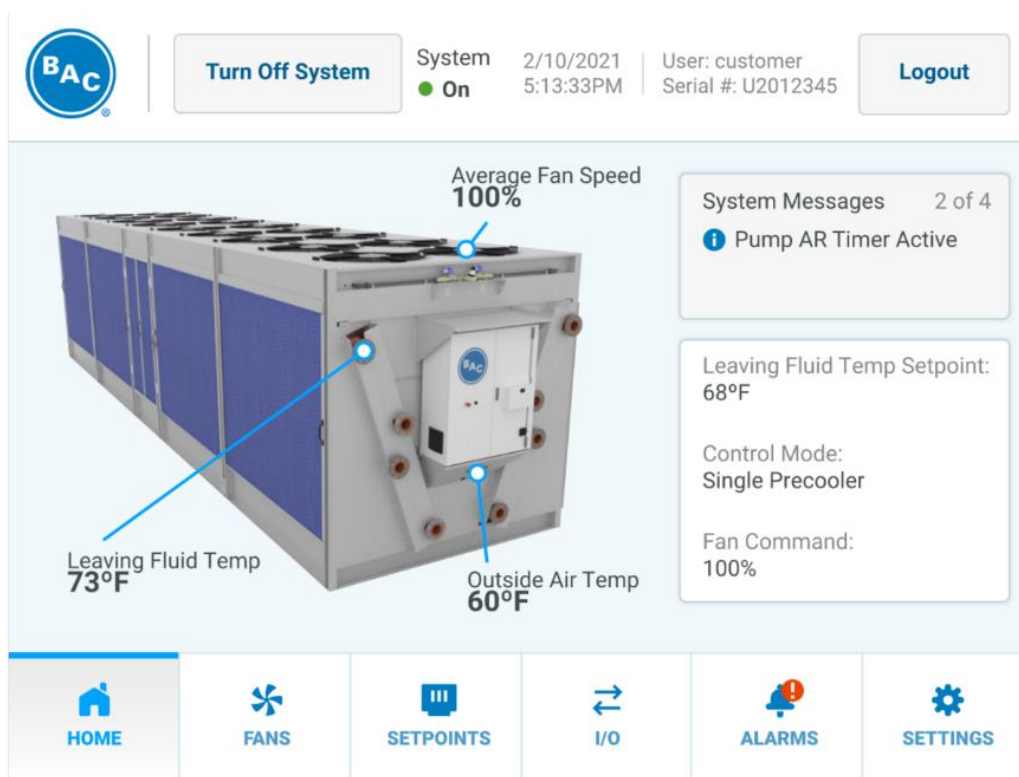 BAC
®
Turn Off System
System
On
2/10/2021
5:13:33PM
User: customer
Serial #: U2012345
Logout
Average Fan Speed
100%
System Messages 2 of 4
Pump AR Timer Active
BAC
Leaving Fluid Temp Setpoint:
68ºF
Control Mode:
Single Precooler
Fan Command:
100%
Leaving Fluid Temp
73ºF
Outside Air Temp
60ºF
HOME
FANS
SETPOINTS
I/O
ALARMS
SETTINGS